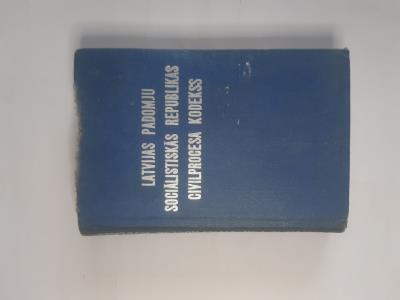 LATVIJAS PADOMJU
SOCIĀLISTISKĀS REPUBLIKAS
CIVILPROCESA KODEKSS